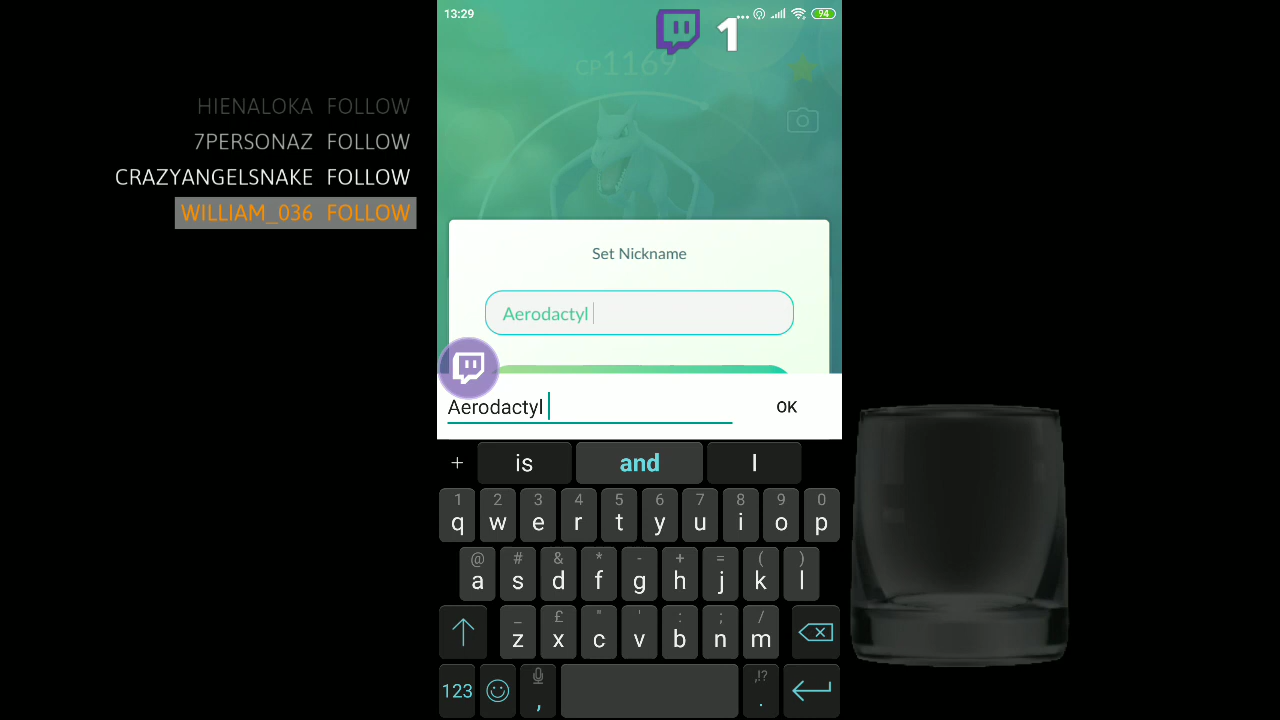 13:29
1
94
CP1169
HIENALOKA FOLLOW
7PERSONAZ FOLLOW
CRAZYANGELSNAKE FOLLOW
WILLIAM_036 FOLLOW
Set Nickname
Aerodactyl
Aerodactyl
OK
+ is and I
1 2 3 4 5 6 7 8 9 0
q w e r t y u i o p
@ # & * - + = ( )
a s d f g h j k l
_ £ " ' : ; /
z x c v b n m
,!?
123 , .